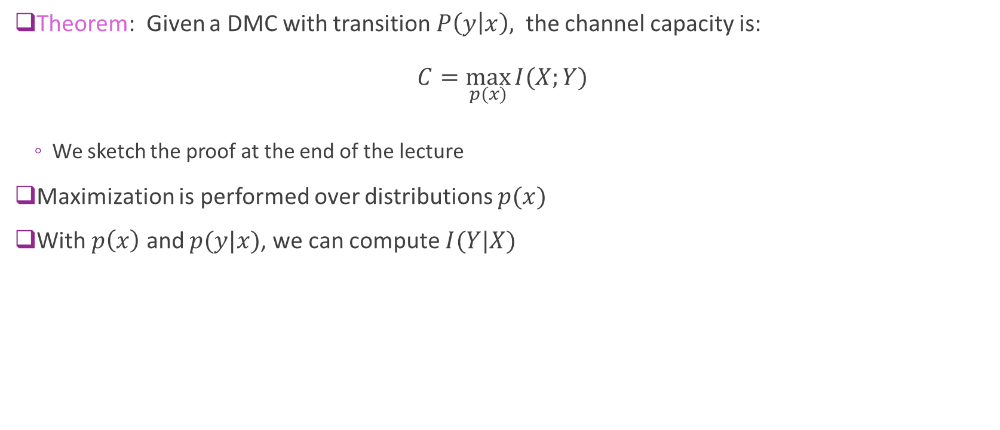 ❑Theorem: Given a DMC with transition P(y|x), the channel capacity is:
C = max I(X; Y)
p(x)
◦ We sketch the proof at the end of the lecture
❑Maximization is performed over distributions p(x)
❑With p(x) and p(y|x), we can compute I(Y|X)